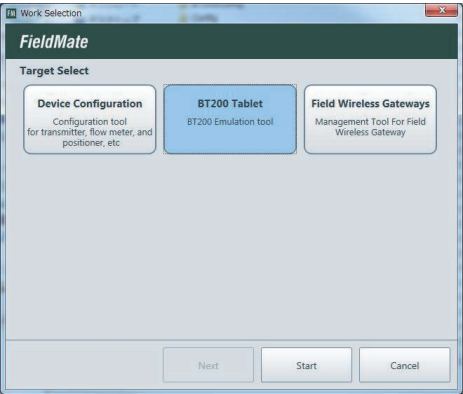 FM Work Selection
FieldMate
Target Select
Device Configuration
Configuration tool
for transmitter, flow meter, and
positioner, etc
BT200 Tablet
BT200 Emulation tool
Field Wireless Gateways
Management Tool For Field
Wireless Gateway
Next
Start
Cancel